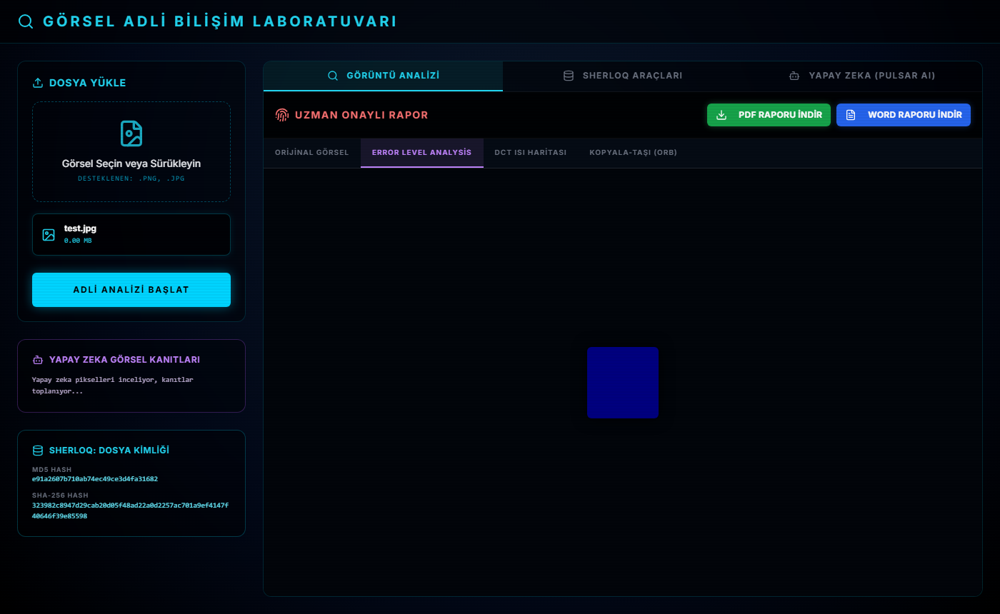 GÖRSEL ADLİ BİLİŞİM LABORATUVARI
DOSYA YÜKLE
Görsel Seçin veya Sürükleyin
DESTEKLENEN: .PNG, .JPG
test.jpg
0.00 MB
ADLİ ANALİZİ BAŞLAT
YAPAY ZEKA GÖRSEL KANITLARI
Yapay zeka pikselleri inceliyor, kanıtlar
toplanıyor...
SHERLOQ: DOSYA KİMLİĞİ
MD5 HASH
e91a2607b710ab74ec49ce3d4fa31682
SHA-256 HASH
323982c8947d29cab20d05f48ad22a0d2257ac701a9ef4147f
40646f39e85598
GÖRÜNTÜ ANALİZİ
SHERLOQ ARAÇLARI
YAPAY ZEKA (PULSAR AI)
UZMAN ONAYLI RAPOR
PDF RAPORU İNDİR
WORD RAPORU İNDİR
ORİJİNAL GÖRSEL
ERROR LEVEL ANALYSIS
DCT ISI HARİTASI
KOPYALA-TAŞI (ORB)